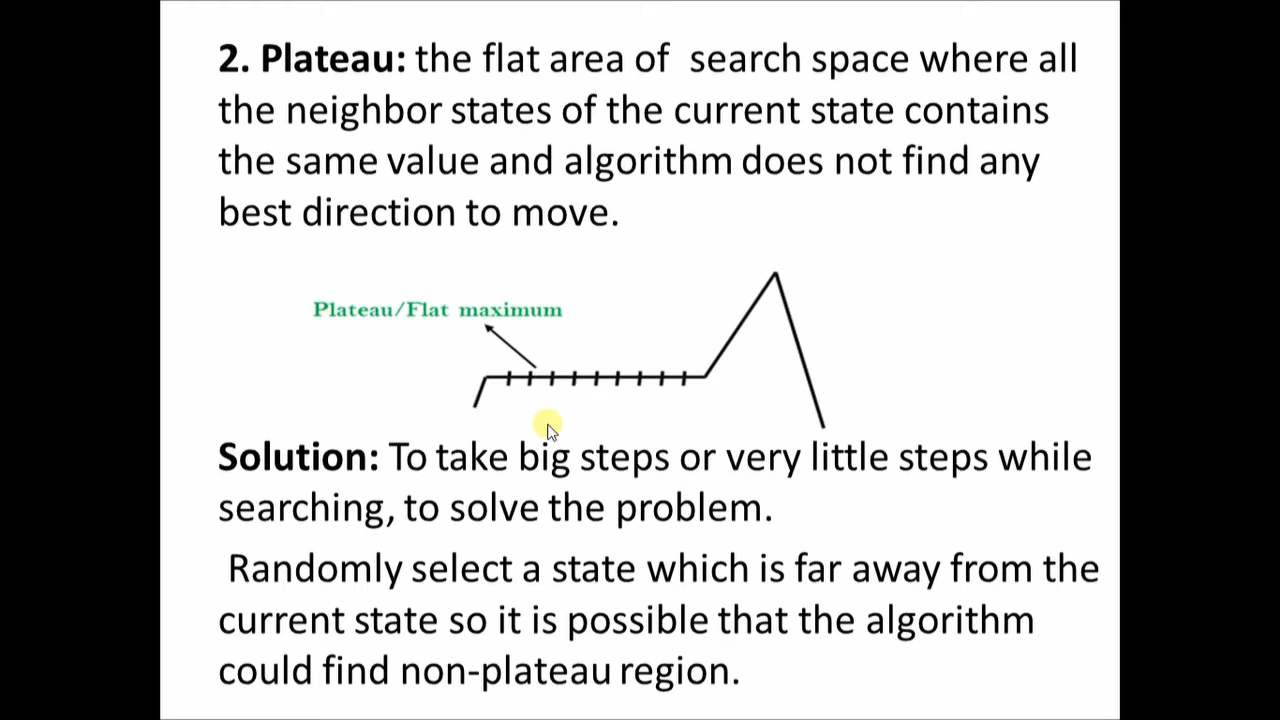 2. Plateau: the flat area of search space where all
the neighbor states of the current state contains
the same value and algorithm does not find any
best direction to move.
Plateau/Flat maximum
Solution: To take big steps or very little steps while
searching, to solve the problem.
Randomly select a state which is far away from the
current state so it is possible that the algorithm
could find non-plateau region.